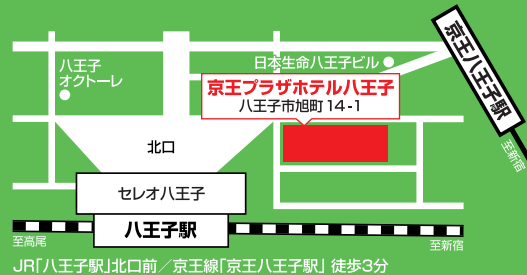 八王子
オクトーレ
日本生命八王子ビル
京王八王子駅
京王プラザホテル八王子
八王子市旭町14-1
北口
至新宿
セレオ八王子
八王子駅
至高尾
至新宿
JR「八王子駅」北口前／京王線「京王八王子駅」 徒歩3分